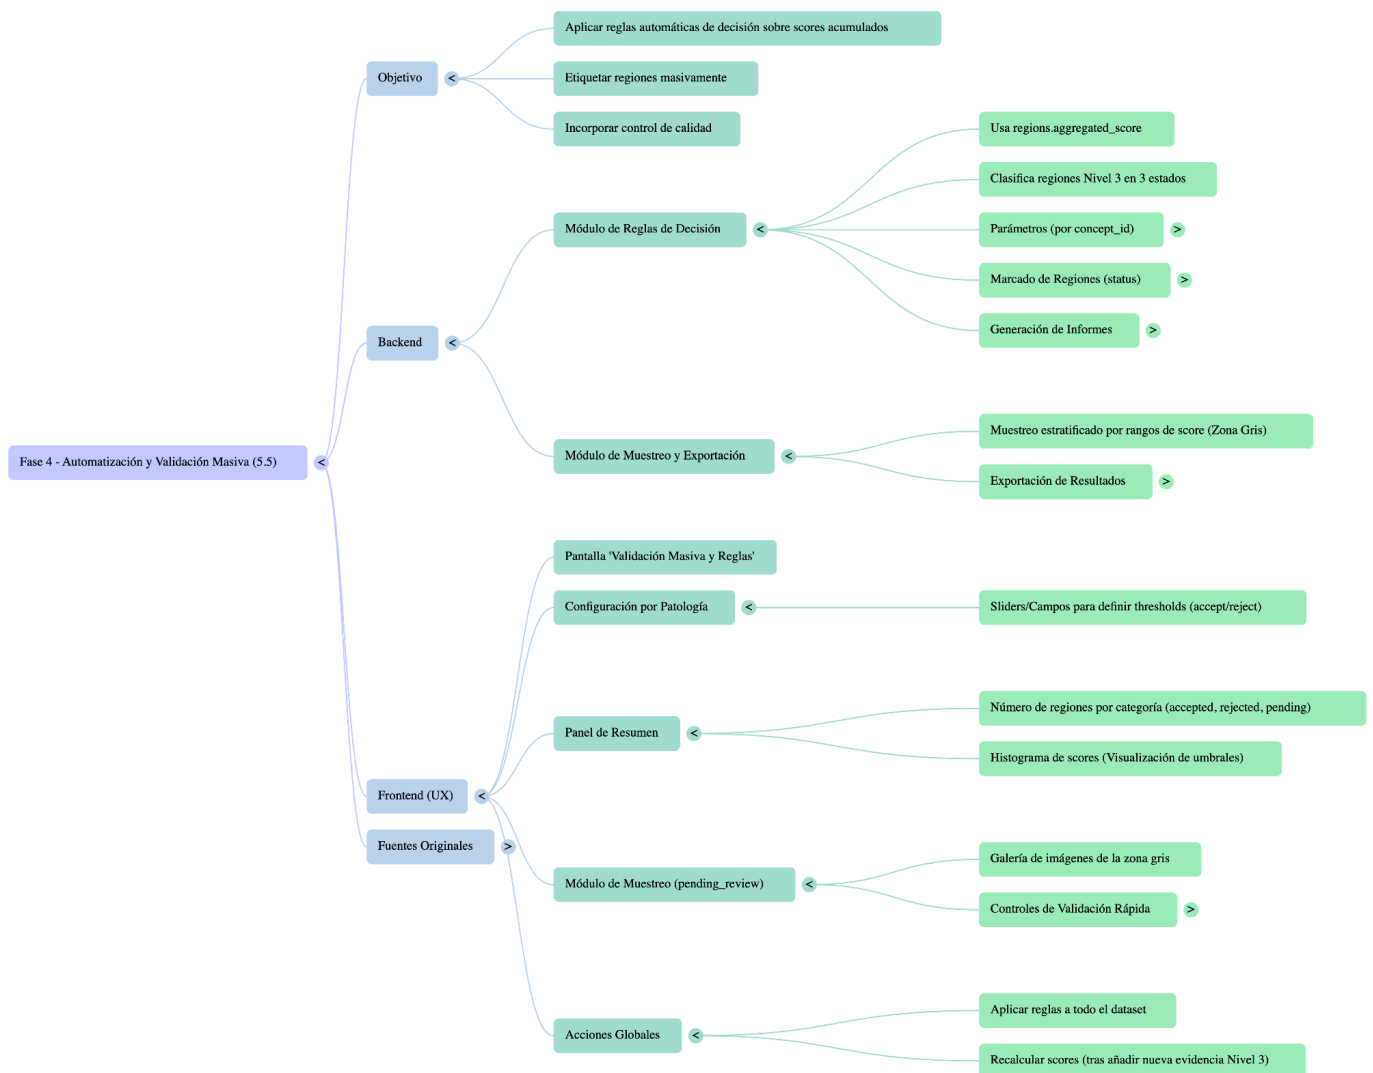 Fase 4 - Automatización y Validación Masiva (5.5)
<
Objetivo
<
Aplicar reglas automáticas de decisión sobre scores acumulados
Etiquetar regiones masivamente
Incorporar control de calidad
Backend
<
Módulo de Reglas de Decisión
<
Usa regions.aggregated_score
Clasifica regiones Nivel 3 en 3 estados
Parámetros (por concept_id)
>
Marcado de Regiones (status)
>
Generación de Informes
>
Módulo de Muestreo y Exportación
<
Muestreo estratificado por rangos de score (Zona Gris)
Exportación de Resultados
>
Frontend (UX)
<
Pantalla 'Validación Masiva y Reglas'
Configuración por Patología
<
Sliders/Campos para definir thresholds (accept/reject)
Panel de Resumen
<
Número de regiones por categoría (accepted, rejected, pending)
Histograma de scores (Visualización de umbrales)
Módulo de Muestreo (pending_review)
<
Galería de imágenes de la zona gris
Controles de Validación Rápida
>
Acciones Globales
<
Aplicar reglas a todo el dataset
Recalcular scores (tras añadir nueva evidencia Nivel 3)
Fuentes Originales
>